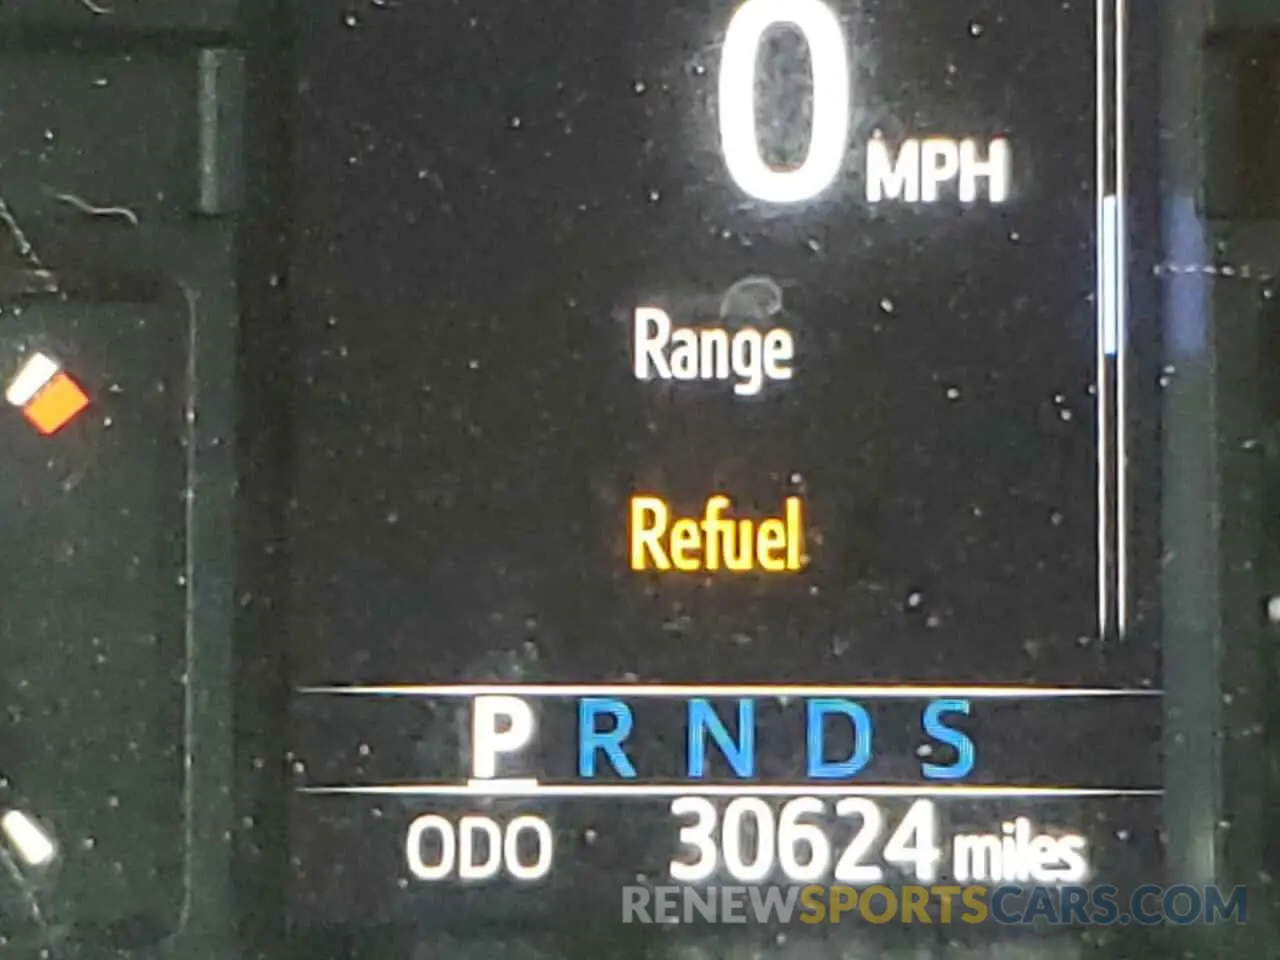 0 MPH
Range
Refuel
P R N D S
ODO 30624 miles
RENEWSPORTSCARS.COM